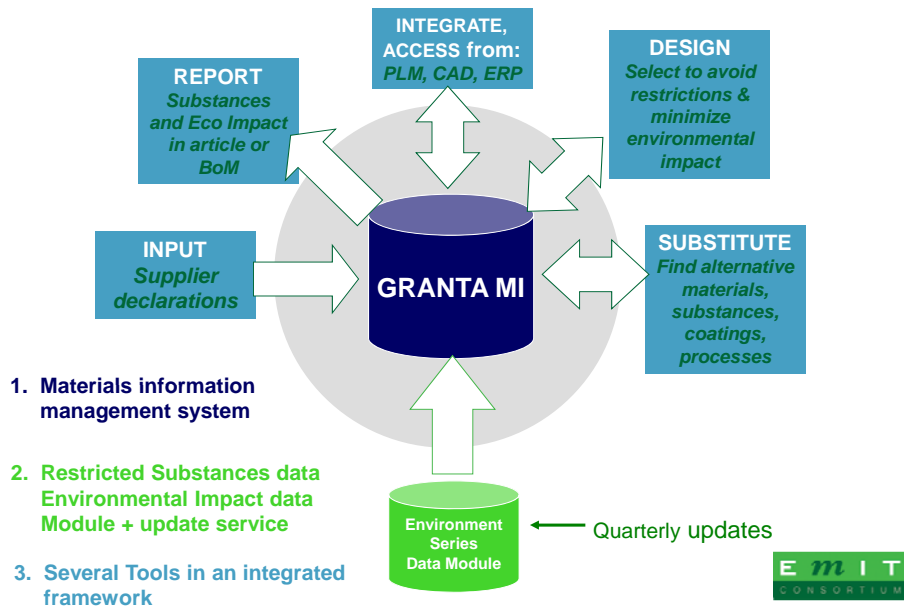 INTEGRATE,
ACCESS from:
PLM, CAD, ERP
REPORT
Substances
and Eco Impact
in article or
BoM
DESIGN
Select to avoid
restrictions &
minimize
environmental
impact
INPUT
Supplier
declarations
GRANTA MI
SUBSTITUTE
Find alternative
materials,
substances,
coatings,
processes
1. Materials information
management system
2. Restricted Substances data
Environmental Impact data
Module + update service
3. Several Tools in an integrated
framework
Environment
Series
Data Module
Quarterly updates
E m I T
CONSORTIUM